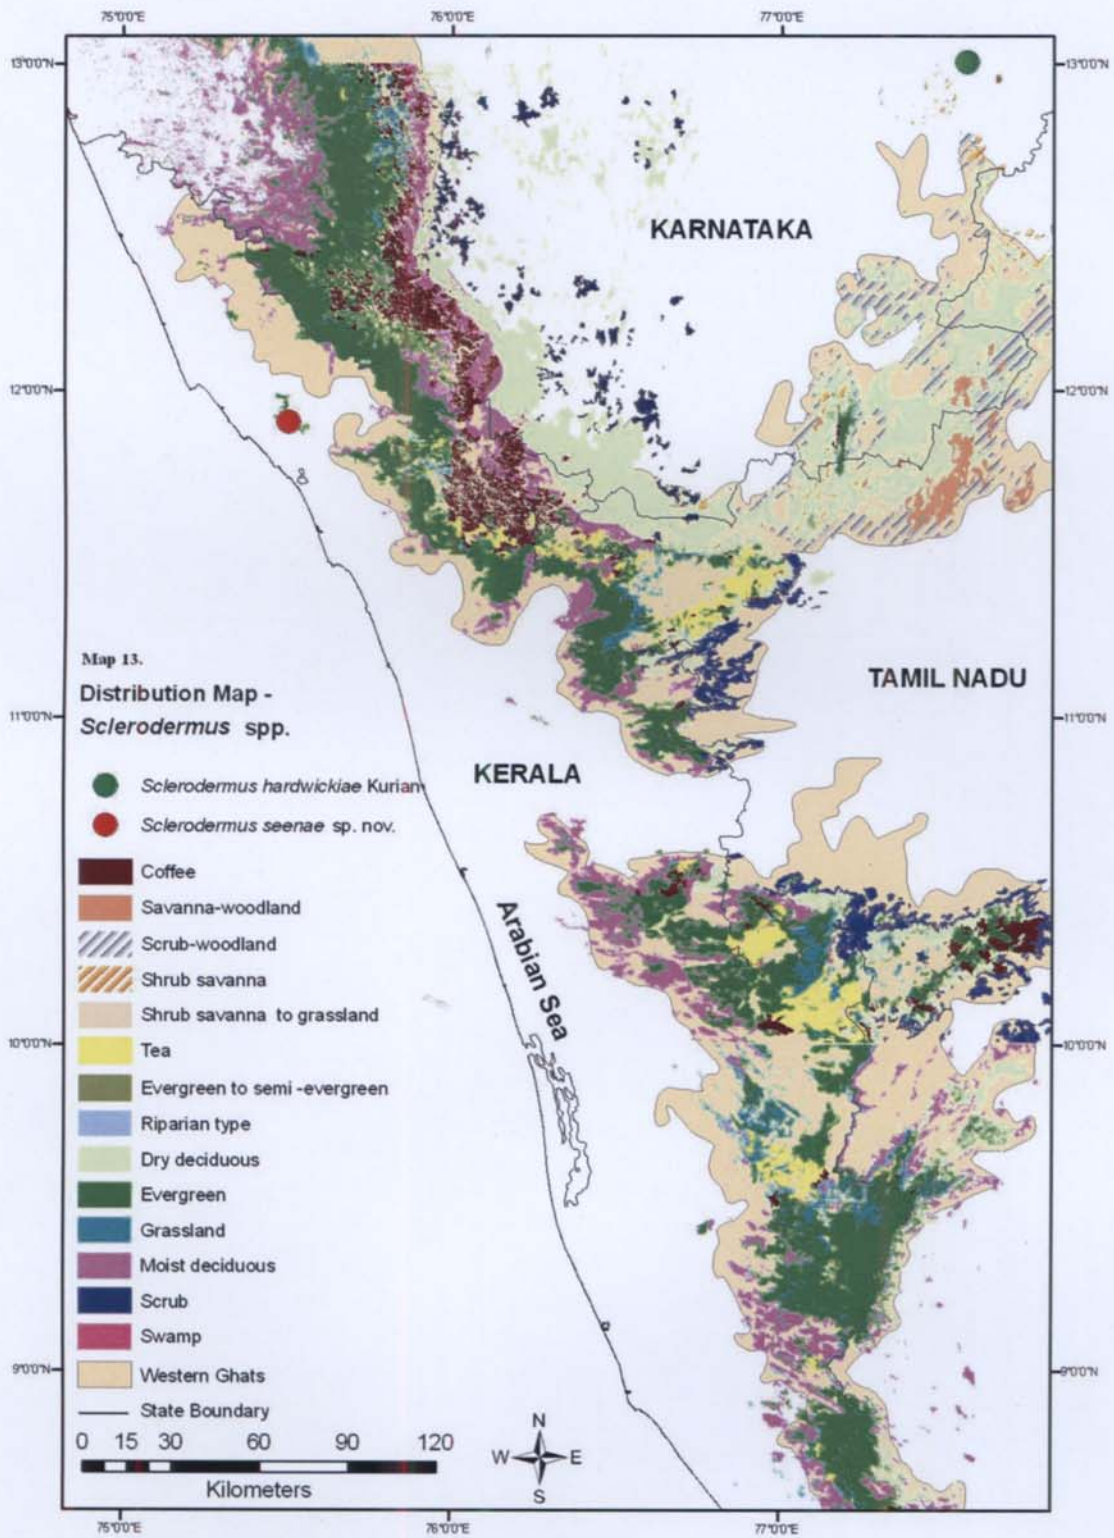 75°0'0"E 76°0'0"E 77°0'0"E
13°0'0"N 13°0'0"N
KARNATAKA
12°0'0"N 12°0'0"N
Map 13.
Distribution Map -
Sclerodermus spp.
TAMIL NADU
11°0'0"N 11°0'0"N
KERALA
Sclerodermus hardwickiae Kurian
Sclerodermus seenae sp. nov.
Coffee
Savanna-woodland
Scrub-woodland
Shrub savanna
Shrub savanna to grassland
Arabian Sea
10°0'0"N 10°0'0"N
Tea
Evergreen to semi -evergreen
Riparian type
Dry deciduous
Evergreen
Grassland
Moist deciduous
Scrub
Swamp
9°0'0"N 9°0'0"N
Western Ghats
State Boundary
0 15 30 60 90 120
Kilometers
N
W E
S
75°0'0"E 76°0'0"E 77°0'0"E